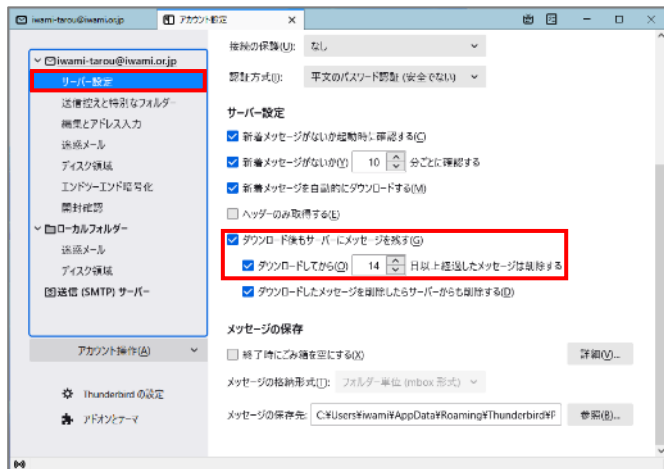 iwami-tarou@iwami.or.jp
アカウント設定
iwami-tarou@iwami.or.jp
サーバー設定
送信控えと特別なフォルダー
編集とアドレス入力
迷惑メール
ディスク領域
エンドツーエンド暗号化
開封確認
ローカルフォルダー
迷惑メール
ディスク領域
送信 (SMTP) サーバー
アカウント操作(A)
Thunderbird の設定
アドオンとテーマ
接続の保護(U): なし
認証方式(I): 平文のパスワード認証 (安全でない)
サーバー設定
新着メッセージがないか起動時に確認する(C)
新着メッセージがないか(Y) 10 分ごとに確認する
新着メッセージを自動的にダウンロードする(M)
ヘッダーのみ取得する(E)
ダウンロード後もサーバーにメッセージを残す(G)
ダウンロードしてから(O) 14 日以上経過したメッセージは削除する
ダウンロードしたメッセージを削除したらサーバーからも削除する(D)
メッセージの保存
終了時にごみ箱を空にする(X) 詳細(V)...
メッセージの格納形式(T): フォルダー単位 (mbox 形式)
メッセージの保存先: C:¥Users¥iwami¥AppData¥Roaming¥Thunderbird¥P 参照(B)...